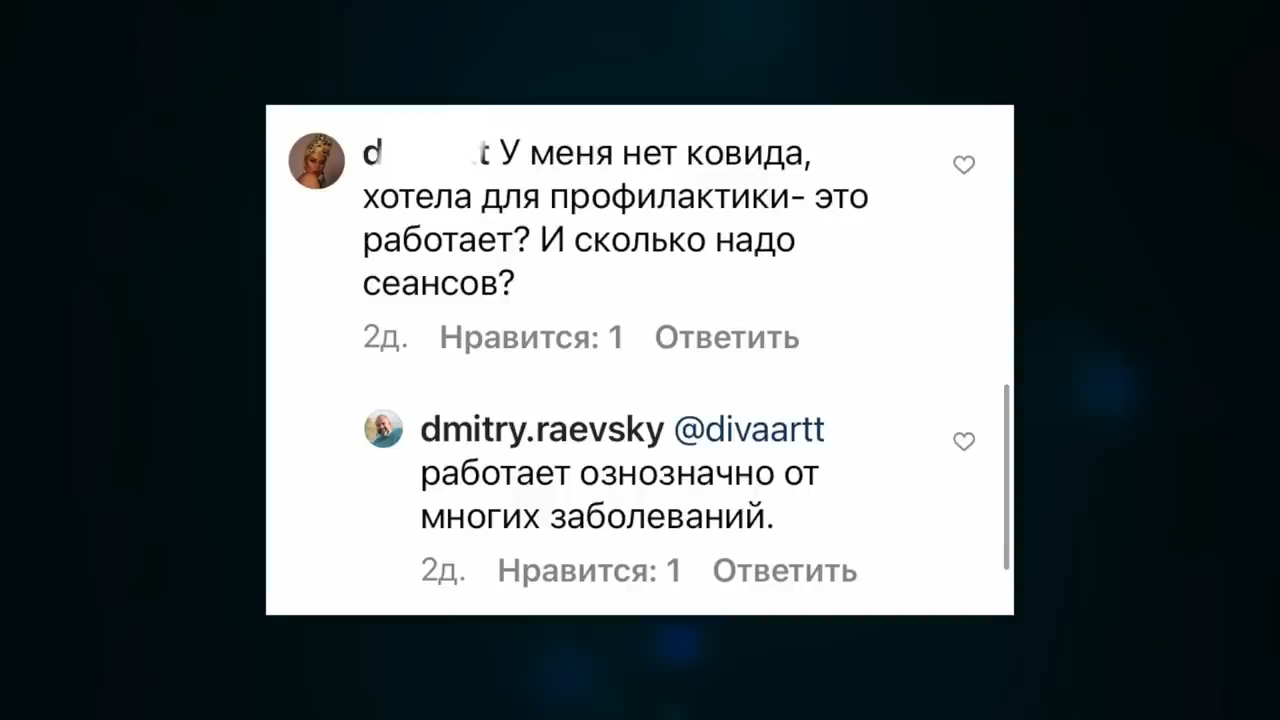 d t У меня нет ковида,
хотела для профилактики- это
работает? И сколько надо
сеансов?
2д. Нравится: 1 Ответить
dmitry.raevsky @divaartt
работает ознозначно от
многих заболеваний.
2д. Нравится: 1 Ответить